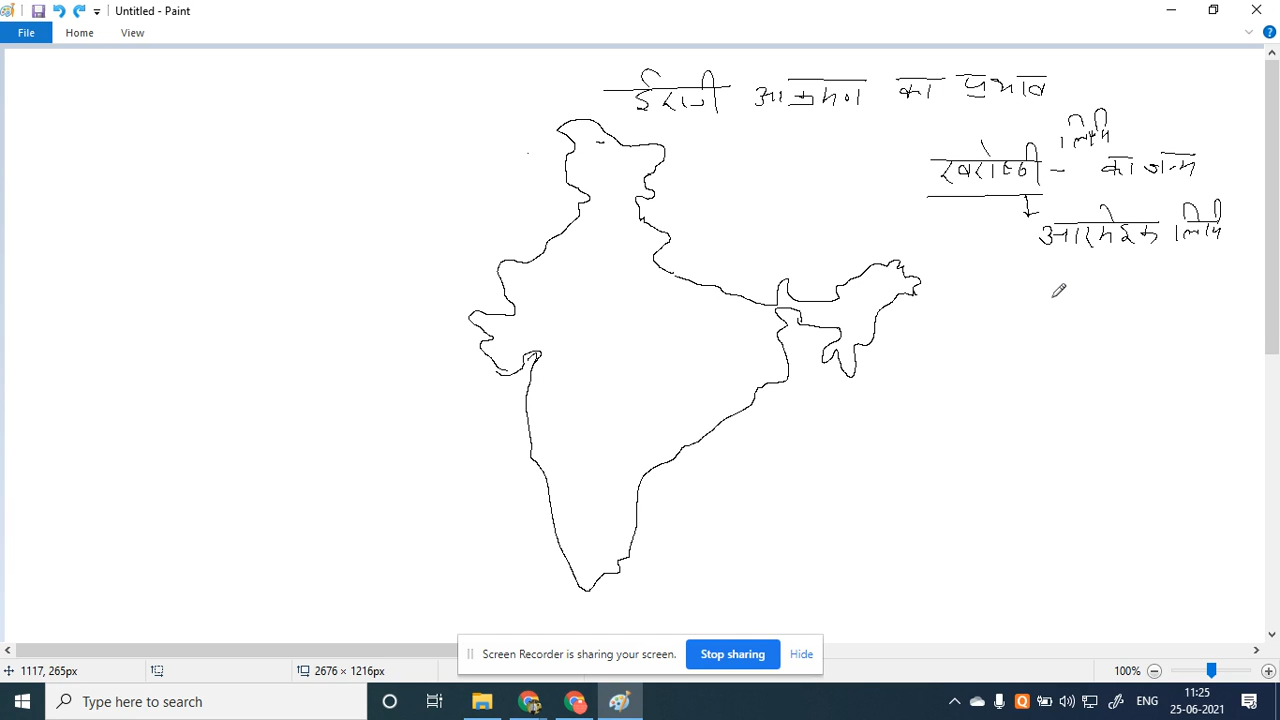 Untitled - Paint
File Home View
ईरानी आक्रमण का प्रभाव
लिपि
खरोष्ठी - का जन्म
आरमेइक लिपि
Screen Recorder is sharing your screen. Stop sharing Hide
1117, 265px 2676 × 1216px 100%
Type here to search ENG 11:25
25-06-2021